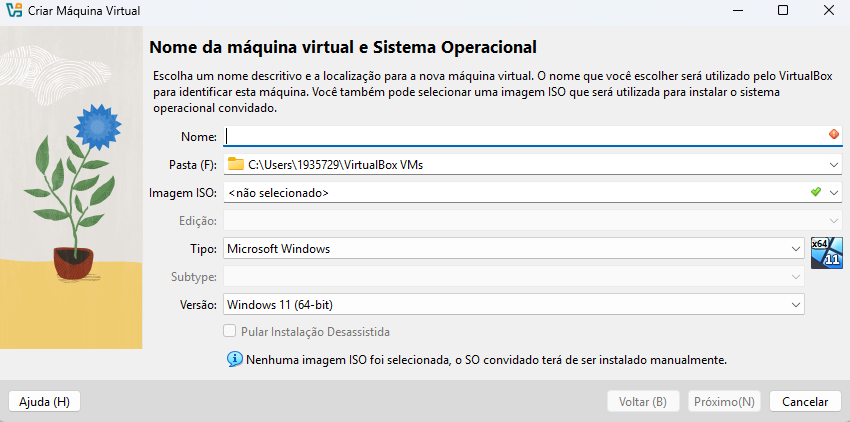 Criar Máquina Virtual
Nome da máquina virtual e Sistema Operacional
Escolha um nome descritivo e a localização para a nova máquina virtual. O nome que você escolher será utilizado pelo VirtualBox
para identificar esta máquina. Você também pode selecionar uma imagem ISO que será utilizada para instalar o sistema
operacional convidado.
Nome:
Pasta (F): C:\Users\1935729\VirtualBox VMs
Imagem ISO: <não selecionado>
Edição:
Tipo: Microsoft Windows
x64
11
Subtype:
Versão: Windows 11 (64-bit)
Pular Instalação Desassistida
Nenhuma imagem ISO foi selecionada, o SO convidado terá de ser instalado manualmente.
Ajuda (H) Voltar (B) Próximo(N) Cancelar